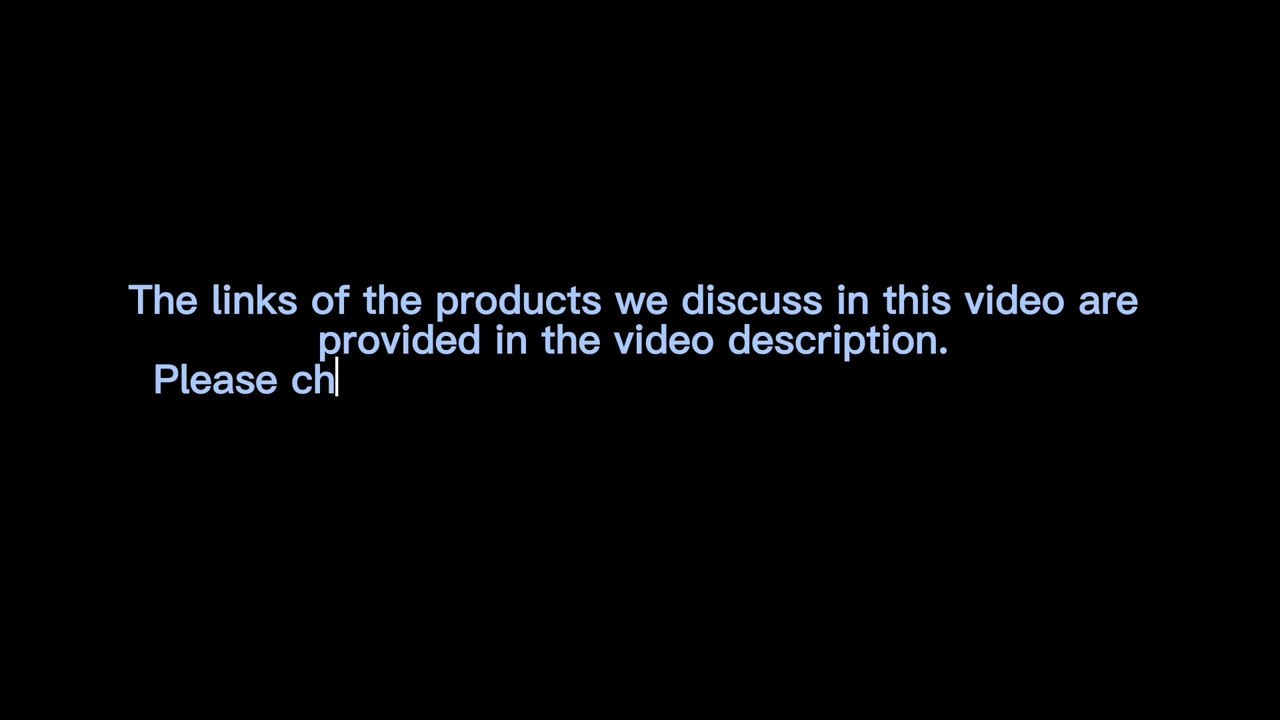 The links of the products we discuss in this video are
provided in the video description.
Please ch